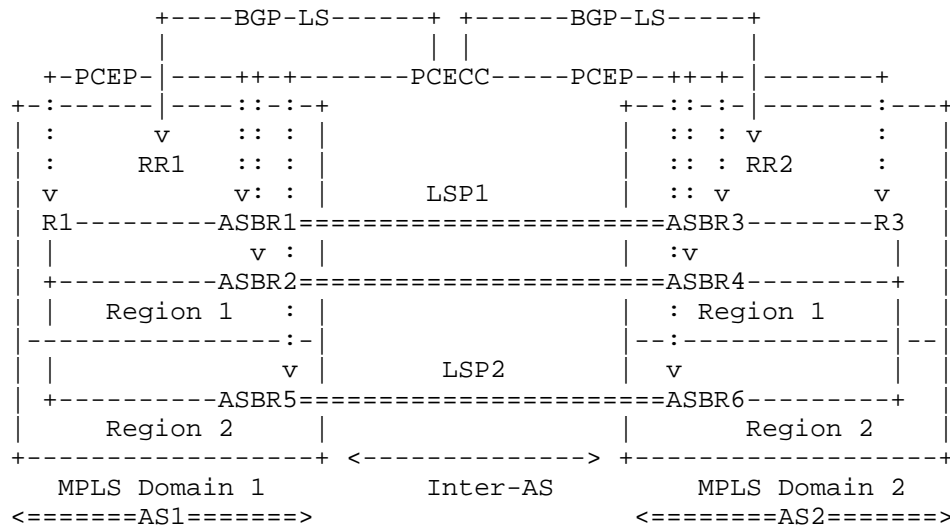 +----BGP-LS------+ +------BGP-LS-----+
|                | |                 |
+-PCEP-|----++-+-------PCECC-----PCEP--++-+-|-------+
+-:------|----::-:-+                  +--::-:-|-------:---+
| :      |    :: : |                  |  :: : |       :   |
| :      v    :: : |                  |  :: : v       :   |
| :     RR1   :: : |                  |  :: : RR2     :   |
| v          v: : |       LSP1       |  :: v         v   |
| R1---------ASBR1=======================ASBR3--------R3  |
| |            v : |                  |  :v           |   |
| +----------ASBR2=======================ASBR4---------+  |
| |   Region 1   : |                  |  : Region 1   |   |
|----------------:-|                  |--:-------------|--|
| |              v |       LSP2       |  v            |   |
| +----------ASBR5=======================ASBR6---------+  |
|     Region 2     |                  |       Region 2    |
+------------------+ <--------------> +-------------------+
MPLS Domain 1          Inter-AS          MPLS Domain 2
<=======AS1=======>                    <=======AS2=======>